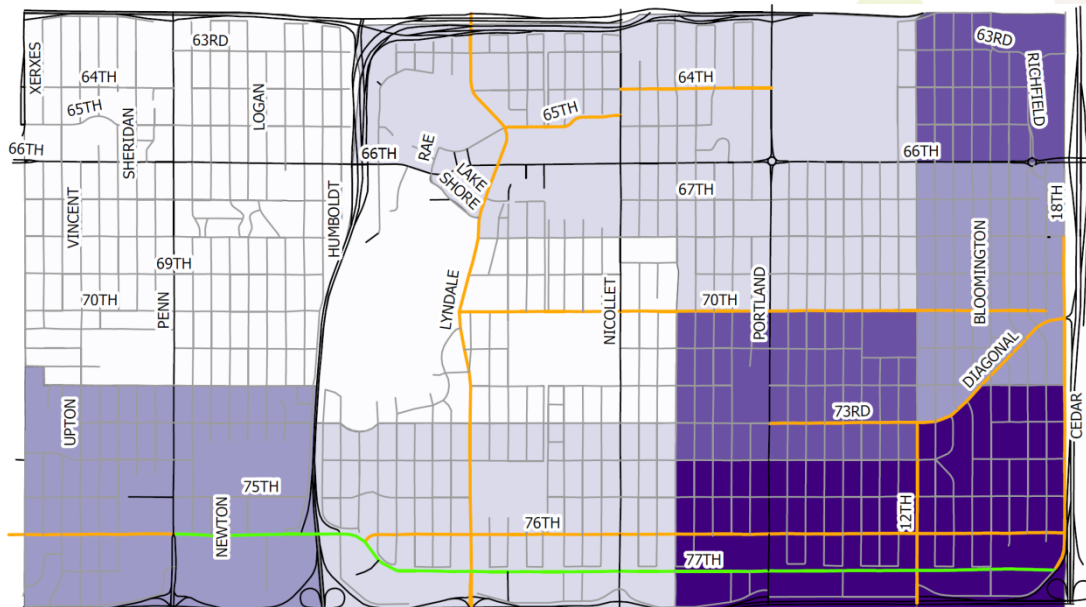 63RD
63RD
XERXES
64TH
64TH
RICHFIELD
65TH
LOGAN
65TH
SHERIDAN
66TH
66TH
RAE
66TH
LAKE
SHORE
67TH
18TH
VINCENT
HUMBOLDT
69TH
BLOOMINGTON
70TH
PENN
LYNDALE
NICOLLET
70TH
PORTLAND
DIAGONAL
UPTON
73RD
CEDAR
75TH
NEWTON
76TH
12TH
77TH